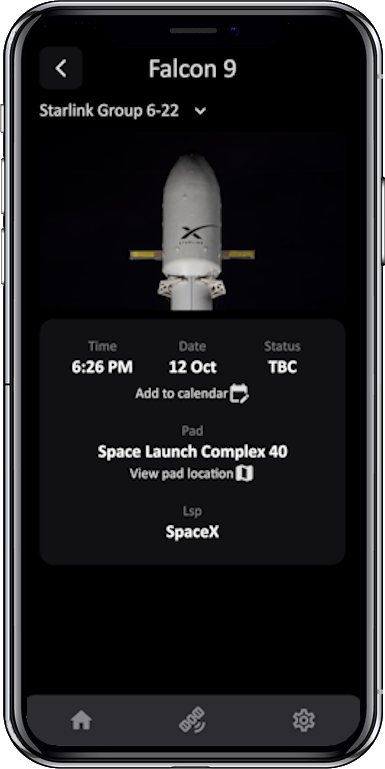 Falcon 9
Starlink Group 6-22
STARLINK
Time Date Status
6:26 PM 12 Oct TBC
Add to calendar
Pad
Space Launch Complex 40
View pad location
Lsp
SpaceX